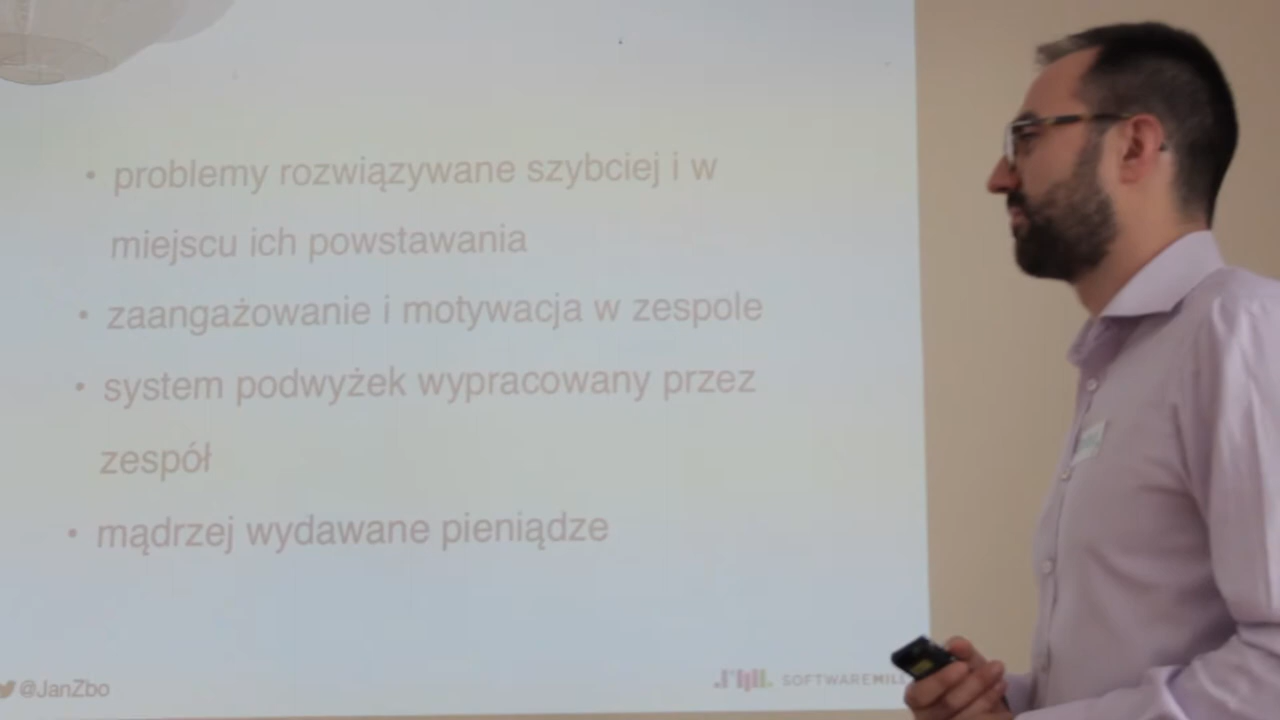 • problemy rozwiązywane szybciej i w
miejscu ich powstawania
• zaangażowanie i motywacja w zespole
• system podwyżek wypracowany przez
zespół
• mądrzej wydawane pieniądze
@JanZbo
SOFTWAREMILL